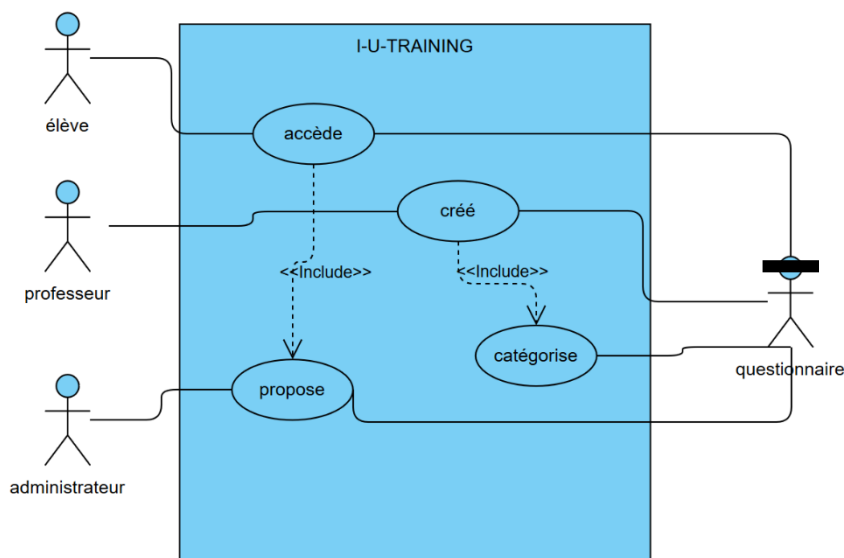 I-U-TRAINING
élève
accède
créé
professeur
<<Include>>
<<Include>>
catégorise
questionnaire
propose
administrateur